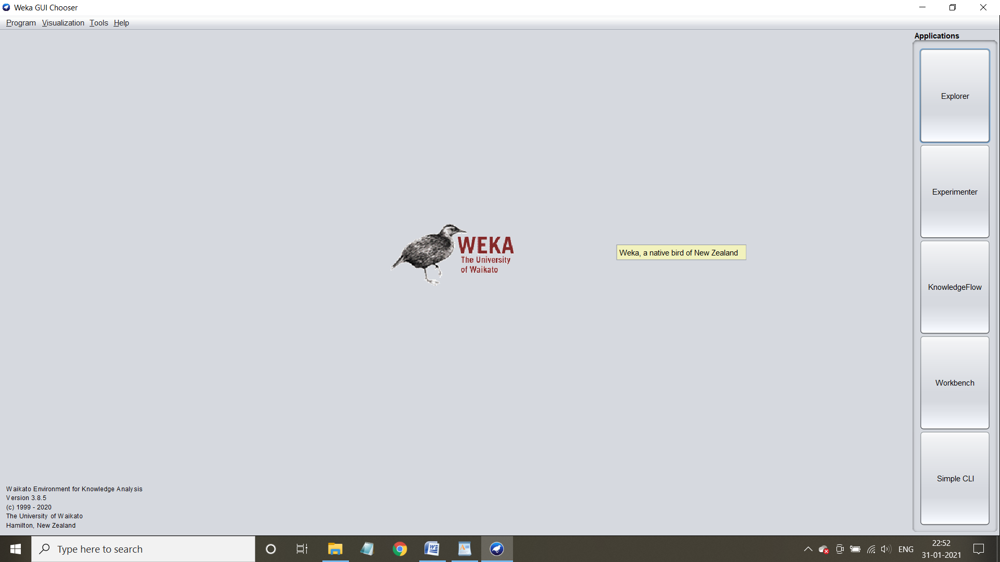 Weka GUI Chooser
Program Visualization Tools Help
Applications
Explorer
Experimenter
KnowledgeFlow
Workbench
Simple CLI
WEKA
The University
of Waikato
Weka, a native bird of New Zealand
Waikato Environment for Knowledge Analysis
Version 3.8.5
(c) 1999 - 2020
The University of Waikato
Hamilton, New Zealand
Type here to search
ENG
22:52
31-01-2021